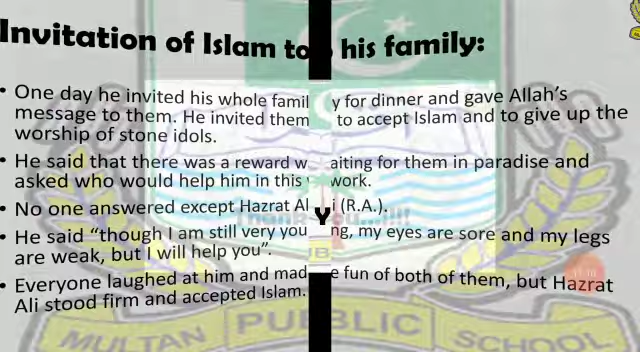 Invitation of Islam to his family:
• One day he invited his whole family for dinner and gave Allah's
message to them. He invited them to accept Islam and to give up the
worship of stone idols.
• He said that there was a reward waiting for them in paradise and
asked who would help him in this work.
• No one answered except Hazrat Ali (R.A.).
• He said "though I am still very young, my eyes are sore and my legs
are weak, but I will help you".
• Everyone laughed at him and made fun of both of them, but Hazrat
Ali stood firm and accepted Islam.
MULTAN PUBLIC SCHOOL